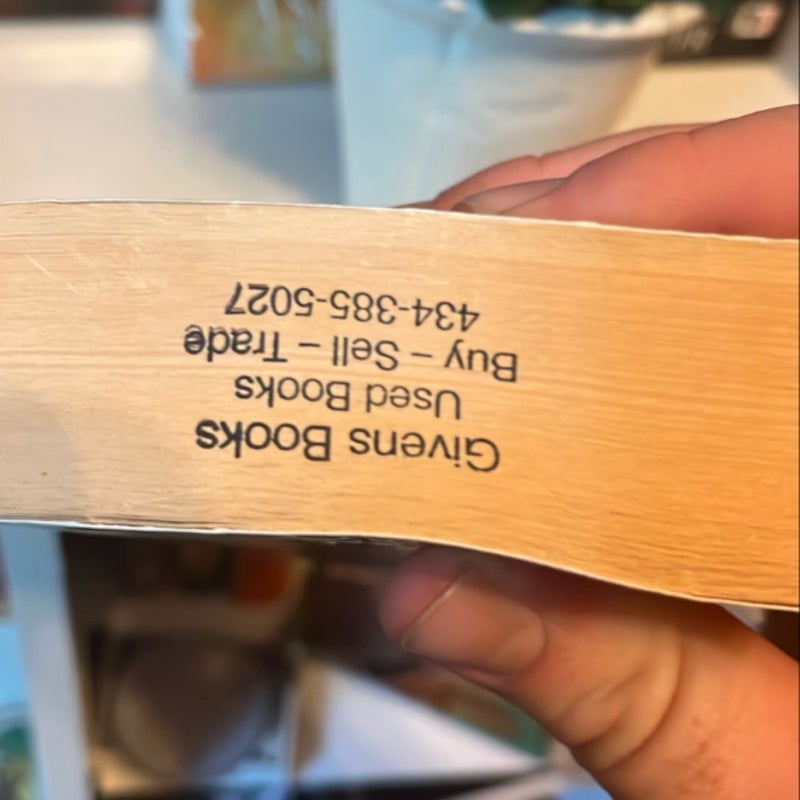 Givens Books
Used Books
Buy – Sell – Trade
434-385-5027